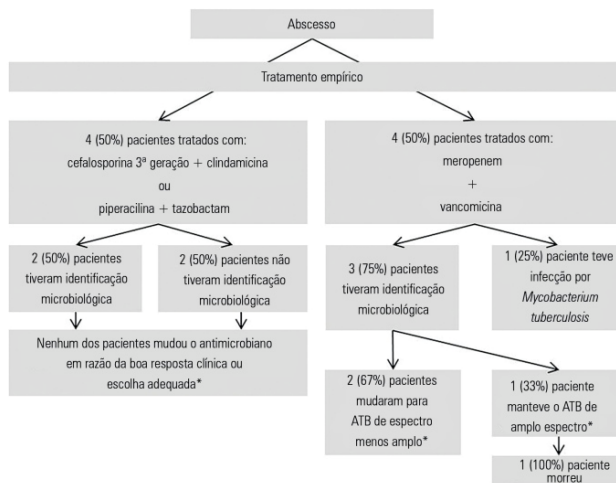 Abscesso
Tratamento empírico
4 (50%) pacientes tratados com:
cefalosporina 3ª geração + clindamicina
ou
piperacilina + tazobactam
4 (50%) pacientes tratados com:
meropenem
+
vancomicina
2 (50%) pacientes
tiveram identificação
microbiológica
2 (50%) pacientes não
tiveram identificação
microbiológica
3 (75%) pacientes
tiveram identificação
microbiológica
1 (25%) paciente teve
infecção por
Mycobacterium
tuberculosis
Nenhum dos pacientes mudou o antimicrobiano
em razão da boa resposta clínica ou
escolha adequada*
2 (67%) pacientes
mudaram para
ATB de espectro
menos amplo*
1 (33%) paciente
manteve o ATB de
amplo espectro*
1 (100%) paciente
morreu